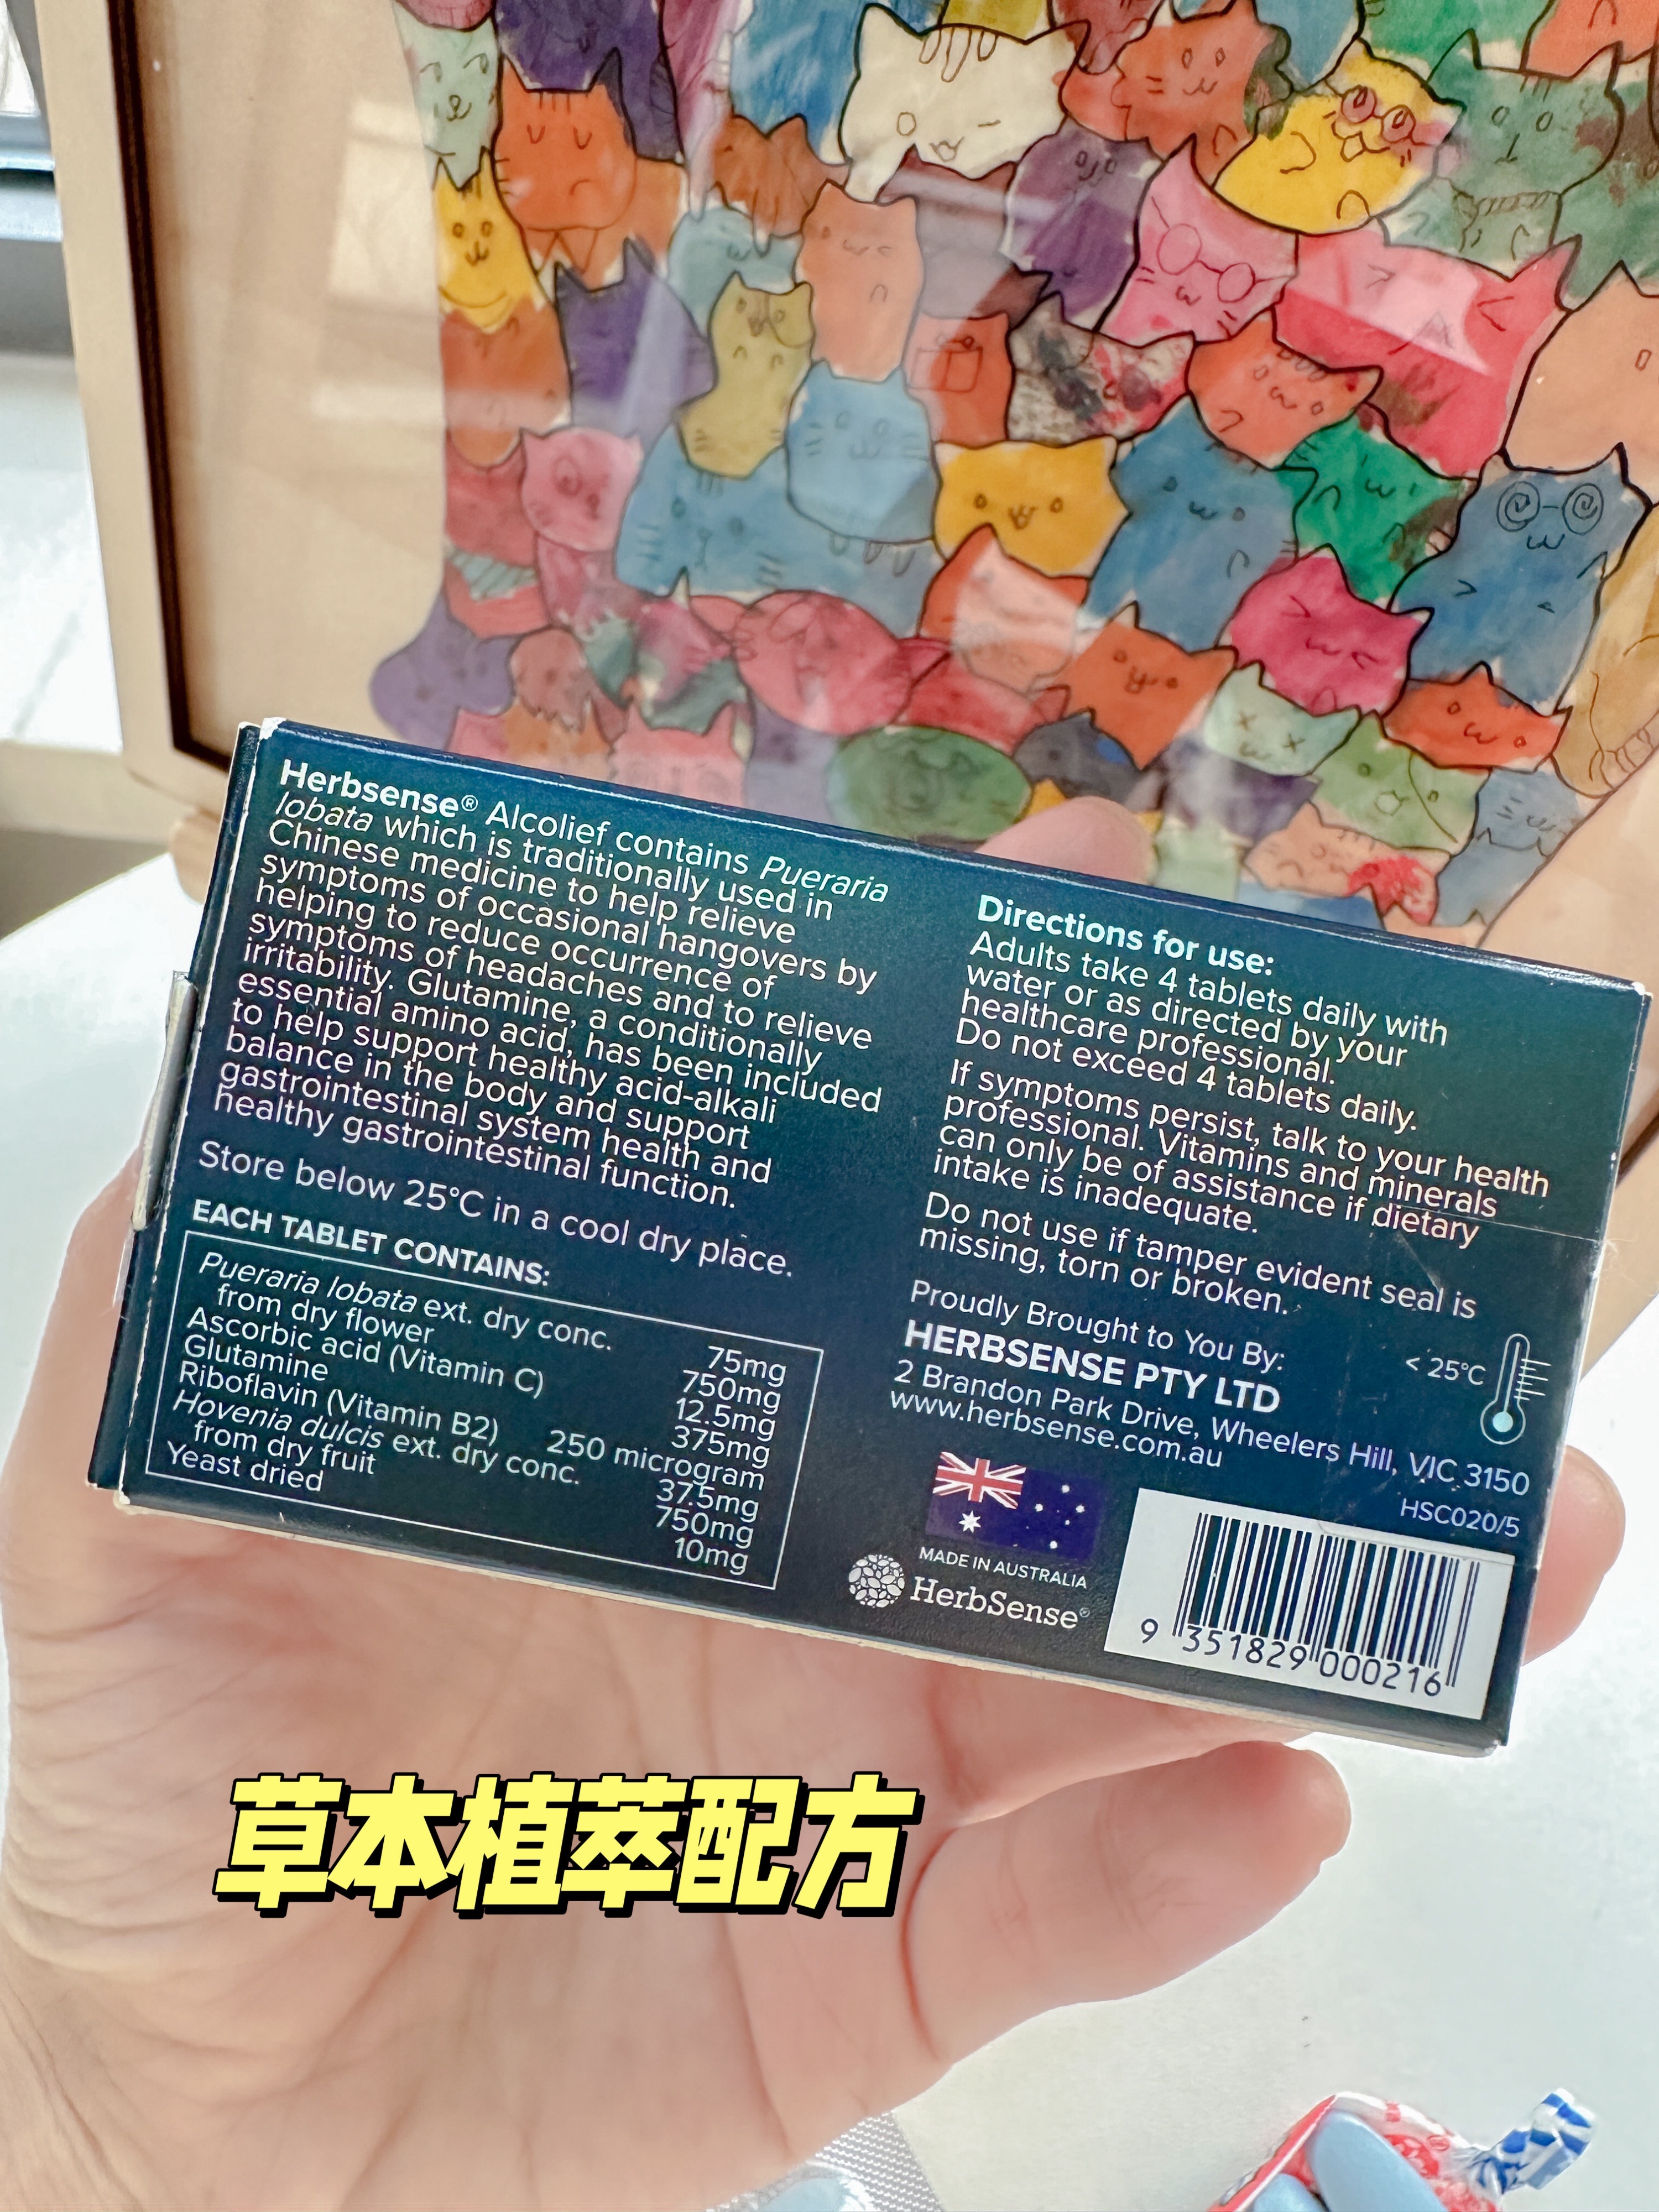 Herbsense® Alcolief contains Pueraria
lobata which is traditionally used in
Chinese medicine to help relieve
symptoms of occasional hangovers by
helping to reduce occurrence of
symptoms of headaches and to relieve
irritability. Glutamine, a conditionally
essential amino acid, has been included
to help support healthy acid-alkali
balance in the body and support
gastrointestinal system health and
healthy gastrointestinal function.
Store below 25°C in a cool dry place.
EACH TABLET CONTAINS:
Pueraria lobata ext. dry conc. 75mg
from dry flower 750mg
Ascorbic acid (Vitamin C) 12.5mg
Glutamine 375mg
Riboflavin (Vitamin B2) 250 microgram
Hovenia dulcis ext. dry conc. 37.5mg
from dry fruit 750mg
Yeast dried 10mg
Directions for use:
Adults take 4 tablets daily with
water or as directed by your
healthcare professional.
Do not exceed 4 tablets daily.
If symptoms persist, talk to your health
professional. Vitamins and minerals
can only be of assistance if dietary
intake is inadequate.
Do not use if tamper evident seal is
missing, torn or broken.
Proudly Brought to You By:
HERBSENSE PTY LTD
2 Brandon Park Drive, Wheelers Hill, VIC 3150
www.herbsense.com.au
< 25°C
HSC020/5
MADE IN AUSTRALIA
HerbSense®
9 351829 000216
草本植萃配方